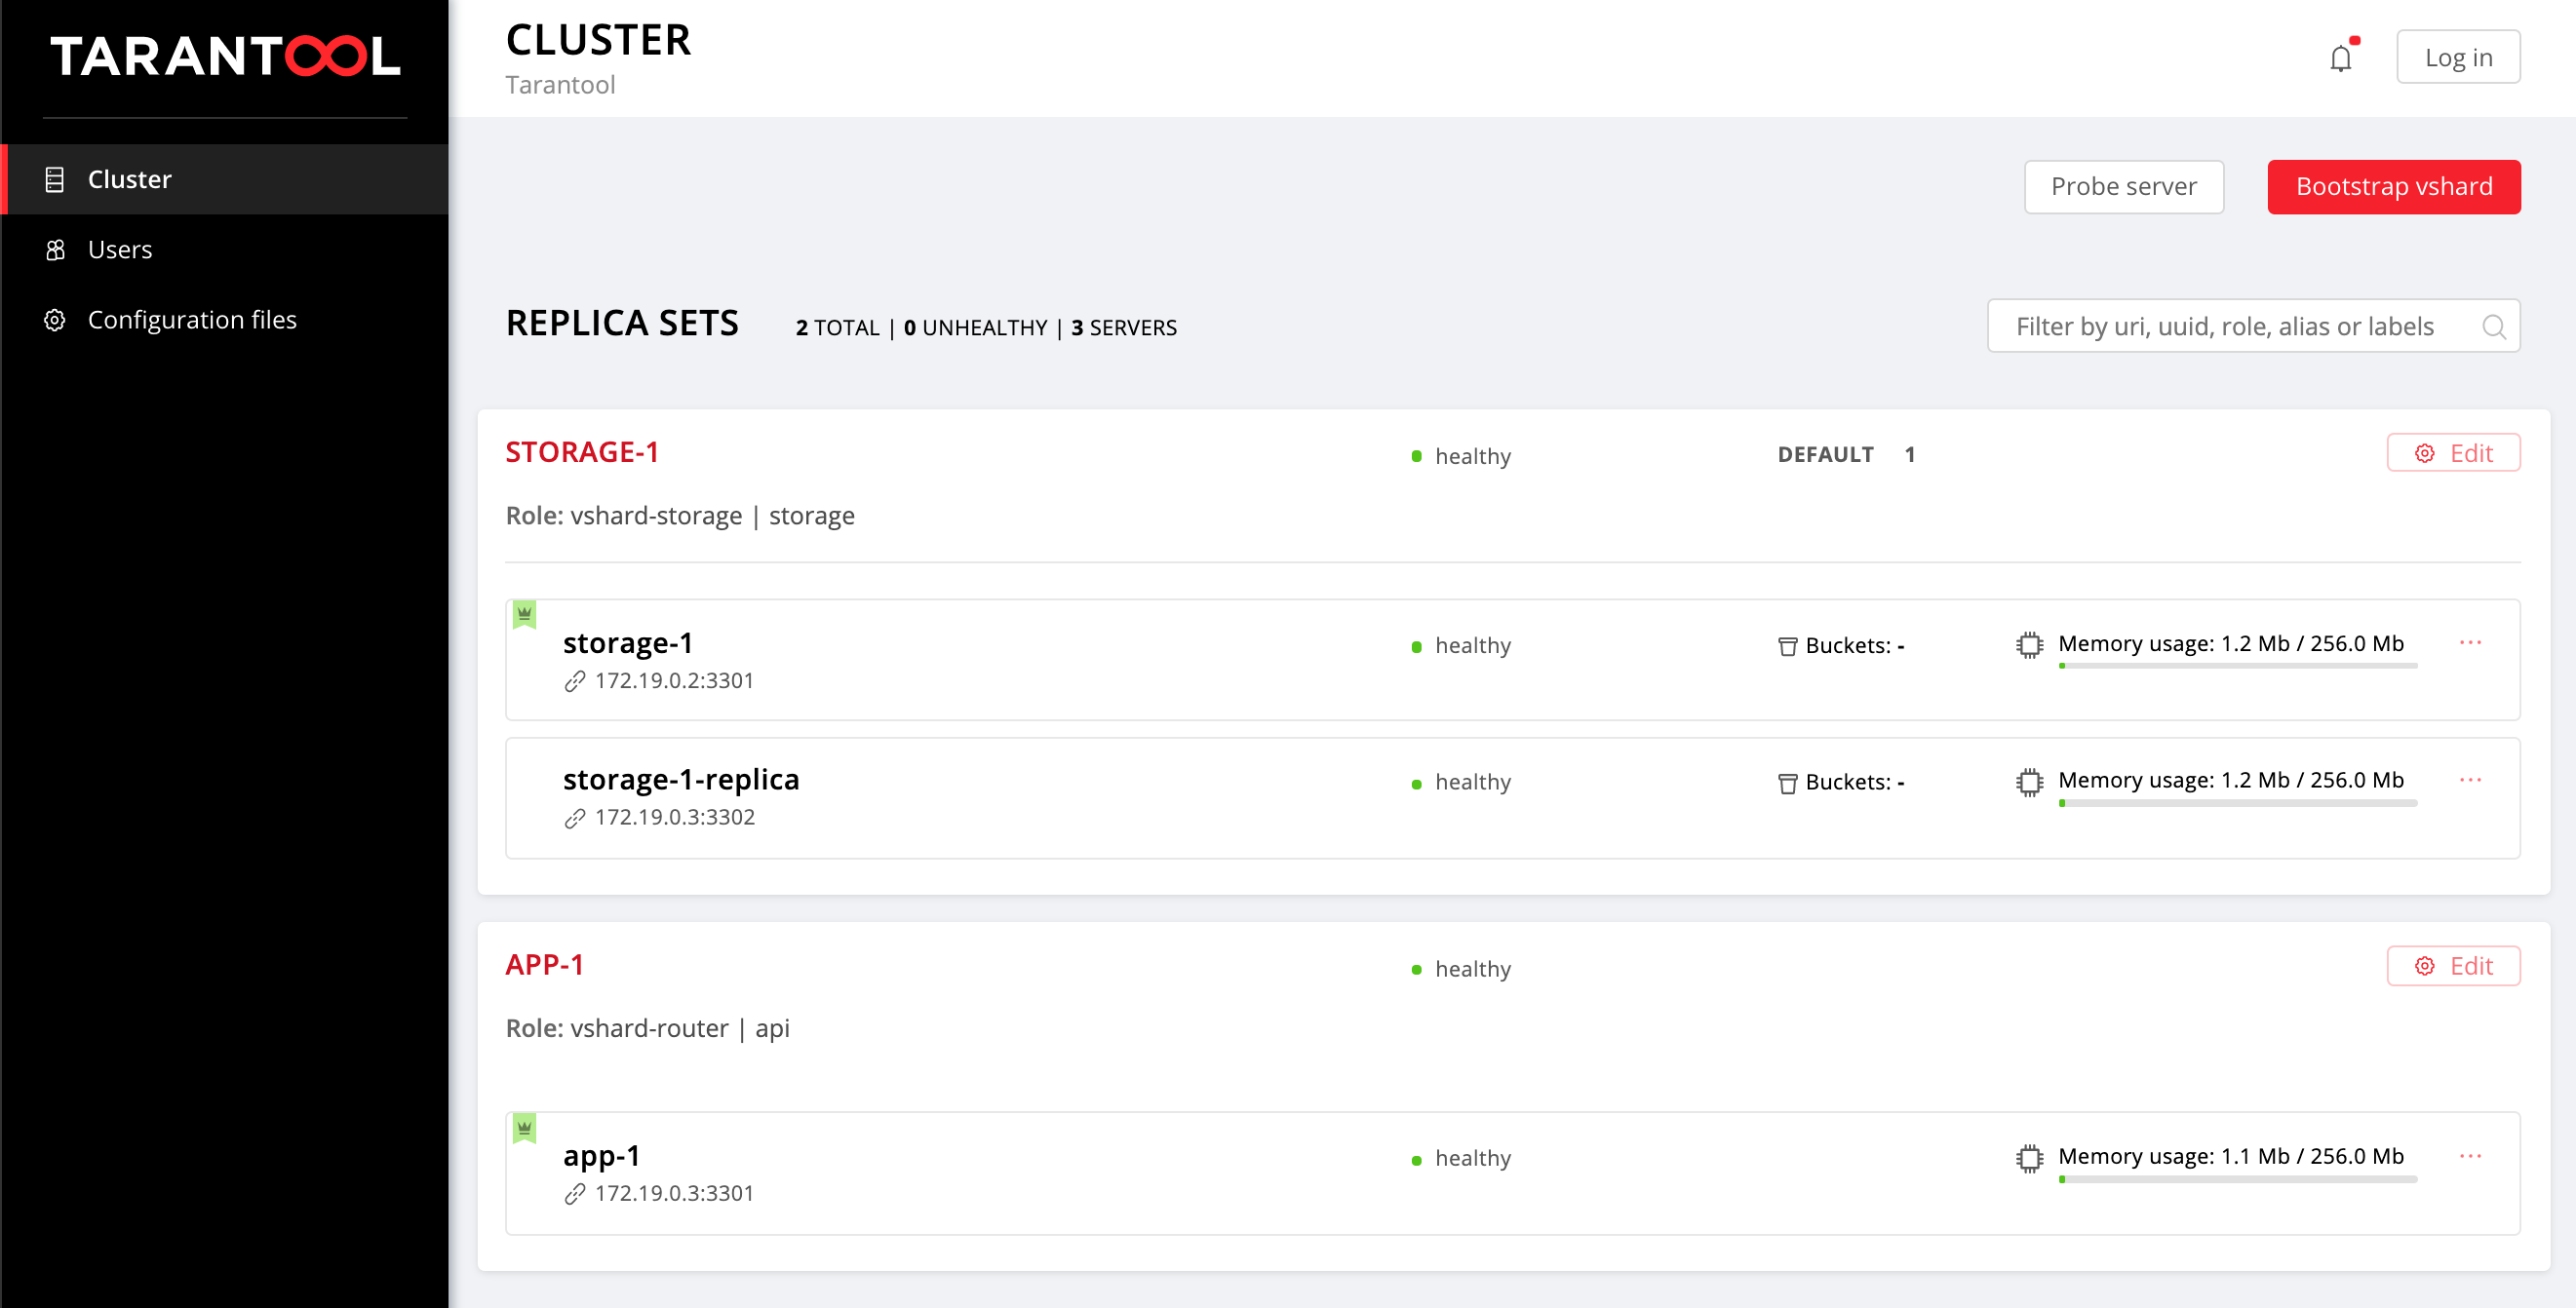 TARANTOOL
Cluster
Users
Configuration files
CLUSTER
Tarantool
Log in
Probe server
Bootstrap vshard
REPLICA SETS
2 TOTAL | 0 UNHEALTHY | 3 SERVERS
Filter by uri, uuid, role, alias or labels
STORAGE-1
healthy
DEFAULT 1
Edit
Role: vshard-storage | storage
storage-1
172.19.0.2:3301
healthy
Buckets: -
Memory usage: 1.2 Mb / 256.0 Mb
storage-1-replica
172.19.0.3:3302
healthy
Buckets: -
Memory usage: 1.2 Mb / 256.0 Mb
APP-1
healthy
Edit
Role: vshard-router | api
app-1
172.19.0.3:3301
healthy
Memory usage: 1.1 Mb / 256.0 Mb